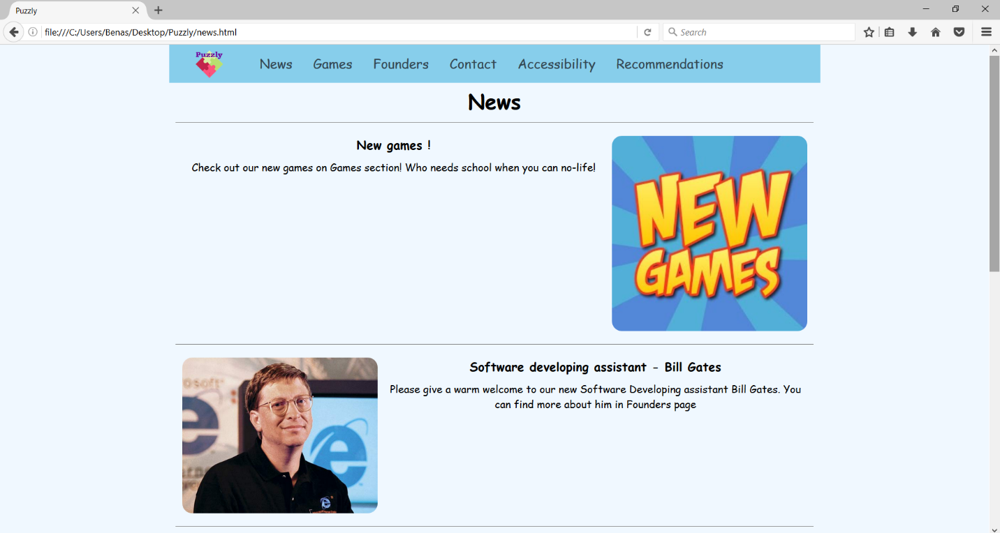 Puzzly
file:///C:/Users/Benas/Desktop/Puzzly/news.html
Search
Puzzly
News Games Founders Contact Accessibility Recommendations
News
New games !
Check out our new games on Games section! Who needs school when you can no-life!
NEW
GAMES
Software developing assistant - Bill Gates
Please give a warm welcome to our new Software Developing assistant Bill Gates. You
can find more about him in Founders page